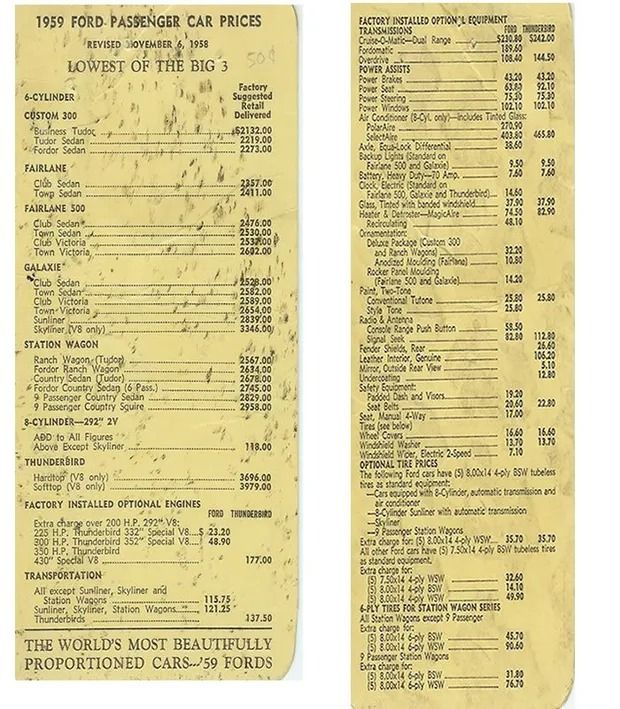 1959 FORD PASSENGER CAR PRICES
REVISED NOVEMBER 6, 1958
50¢
LOWEST OF THE BIG 3
Factory
Suggested
Retail
Delivered
6-CYLINDER
CUSTOM 300
Business Tudor $2132.00
Tudor Sedan 2219.00
Fordor Sedan 2273.00
FAIRLANE
Club Sedan 2357.00
Town Sedan 2411.00
FAIRLANE 500
Club Sedan 2476.00
Town Sedan 2530.00
Club Victoria 2537.00
Town Victoria 2602.00
GALAXIE
Club Sedan 2528.00
Town Sedan 2582.00
Club Victoria 2589.00
Town Victoria 2654.00
Sunliner 2839.00
Skyliner (V8 only) 3346.00
STATION WAGON
Ranch Wagon (Tudor) 2567.00
Fordor Ranch Wagon 2634.00
Country Sedan (Tudor) 2678.00
Fordor Country Sedan (6 Pass.) 2745.00
9 Passenger Country Sedan 2829.00
9 Passenger Country Squire 2958.00
8-CYLINDER—292" 2V
ADD to All Figures
Above Except Skyliner 118.00
THUNDERBIRD
Hardtop (V8 only) 3696.00
Softtop (V8 only) 3979.00
FACTORY INSTALLED OPTIONAL ENGINES
FORD THUNDERBIRD
Extra charge over 200 H.P. 292" V8:
225 H.P. Thunderbird 332" Special V8 $ 23.20
300 H.P. Thunderbird 352" Special V8 48.90
350 H.P. Thunderbird
430" Special V8 177.00
TRANSPORTATION
All except Sunliner, Skyliner and
Station Wagons 115.75
Sunliner, Skyliner, Station Wagons 121.25
Thunderbirds 137.50
THE WORLD'S MOST BEAUTIFULLY
PROPORTIONED CARS---'59 FORDS
FACTORY INSTALLED OPTIONAL EQUIPMENT
TRANSMISSIONS FORD THUNDERBIRD
Cruise-O-Matic—Dual Range $230.80 $242.00
Fordomatic 189.60
Overdrive 108.40 144.50
POWER ASSISTS
Power Brakes 43.20 43.20
Power Seat 63.80 92.10
Power Steering 75.30 75.30
Power Windows 102.10 102.10
Air Conditioner (8-Cyl. only)—includes Tinted Glass:
PolarAire 270.90
SelectAire 403.80 465.80
Axle, Equa-Lock Differential 38.60
Backup Lights (Standard on
Fairlane 500 and Galaxie) 9.50 9.50
Battery, Heavy Duty—70 Amp. 7.60 7.60
Clock, Electric (Standard on
Fairlane 500, Galaxie and Thunderbird) 14.60
Glass, Tinted with banded windshield 37.90 37.90
Heater & Defroster—MagicAire 74.50 82.90
Recirculating 48.10
Ornamentation:
Deluxe Package (Custom 300
and Ranch Wagons) 32.20
Anodized Moulding (Fairlane) 10.80
Rocker Panel Moulding
(Fairlane 500 and Galaxie) 14.20
Paint, Two-Tone
Conventional Tutone 25.80 25.80
Style Tone 25.80
Radio & Antenna
Console Range Push Button 58.50
Signal Seek 82.80 112.80
Fender Shields, Rear 26.60
Leather Interior, Genuine 106.20
Mirror, Outside Rear View 5.10
Undercoating 12.80
Safety Equipment:
Padded Dash and Visors 19.20
Seat Belts 20.60 22.80
Seat, Manual 4-Way 17.00
Tires (see below)
Wheel Covers 16.60 16.60
Windshield Washer 13.70 13.70
Windshield Wiper, Electric 2-Speed 7.10
OPTIONAL TIRE PRICES
The following Ford cars have (5) 8.00x14 4-ply BSW tubeless
tires as standard equipment:
—Cars equipped with 8-Cylinder, automatic transmission and
air conditioner
—8-Cylinder Sunliner with automatic transmission
—Skyliner
—9 Passenger Station Wagons
Extra charge for: (5) 8.00x14 4-ply WSW 35.70 35.70
All other Ford cars have (5) 7.50x14 4-ply BSW tubeless tires
as standard equipment.
Extra charge for:
(5) 7.50x14 4-ply WSW 32.60
(5) 8.00x14 4-ply BSW 14.10
(5) 8.00x14 4-ply WSW 49.90
6-PLY TIRES FOR STATION WAGON SERIES
All Station Wagons except 9 Passenger
Extra charge for:
(5) 8.00x14 6-ply BSW 45.70
(5) 8.00x14 6-ply WSW 90.60
9 Passenger Station Wagons
Extra charge for:
(5) 8.00x14 6-ply BSW 31.80
(5) 8.00x14 6-ply WSW 76.70